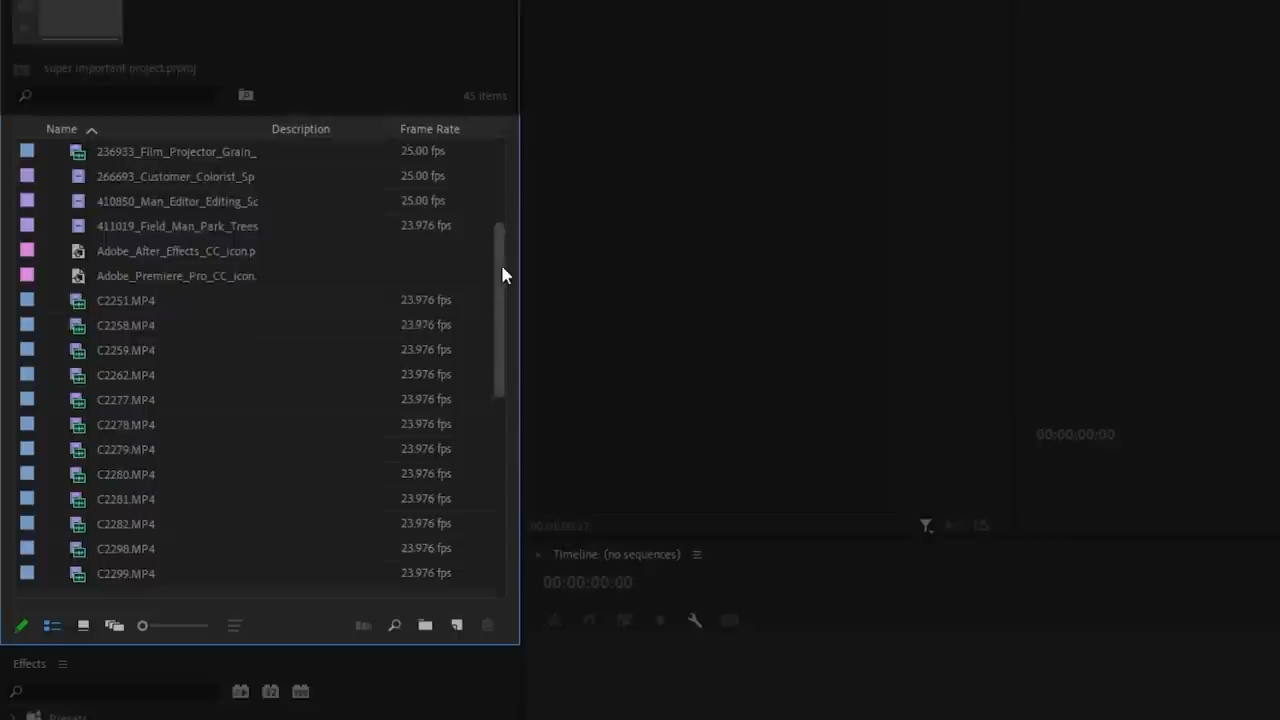 super important project.prproj
45 items
Name Description Frame Rate
236933_Film_Projector_Grain_ 25.00 fps
266693_Customer_Colorist_Sp 25.00 fps
410850_Man_Editor_Editing_Sc 25.00 fps
411019_Field_Man_Park_Trees 23.976 fps
Adobe_After_Effects_CC_icon.p
Adobe_Premiere_Pro_CC_icon.
C2251.MP4 23.976 fps
C2258.MP4 23.976 fps
C2259.MP4 23.976 fps
C2262.MP4 23.976 fps
C2277.MP4 23.976 fps
C2278.MP4 23.976 fps
C2279.MP4 23.976 fps
C2280.MP4 23.976 fps
C2281.MP4 23.976 fps
C2282.MP4 23.976 fps
C2298.MP4 23.976 fps
C2299.MP4 23.976 fps
00:00;00:00
Timeline: (no sequences)
00:00:00:00
Effects
Presets